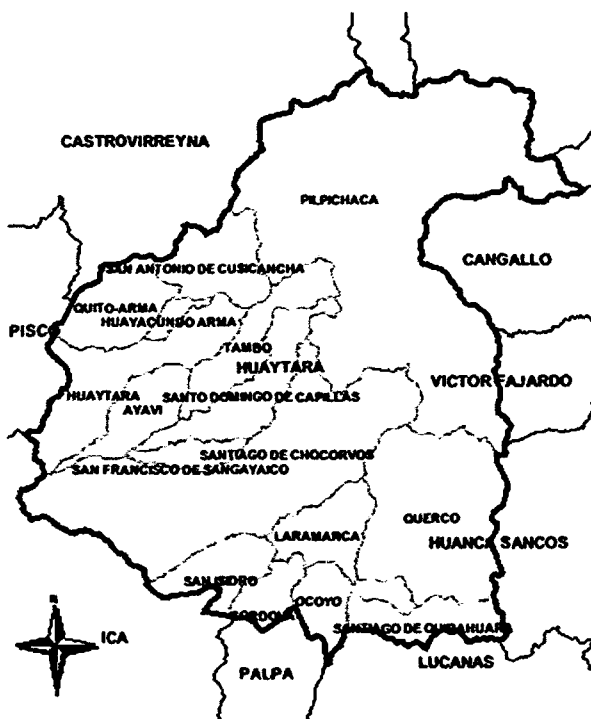 CASTROVIRREYNA
PILPICHACA
CANGALLO
SAN ANTONIO DE CUSICANCHA
QUITO-ARMA
HUAYACUNDO ARMA
PISCO
TAMBO
HUAYTARA
VICTOR FAJARDO
HUAYTARA
AYAVI
SANTO DOMINGO DE CAPILLAS
SANTIAGO DE CHOCORVOS
SAN FRANCISCO DE SANGAYAICO
QUERCO
LARAMARCA
HUANCA SANCOS
SAN ISIDRO
OCOYO
CORDOVA
SANTIAGO DE QUIRAHUARA
N
ICA
LUCANAS
PALPA